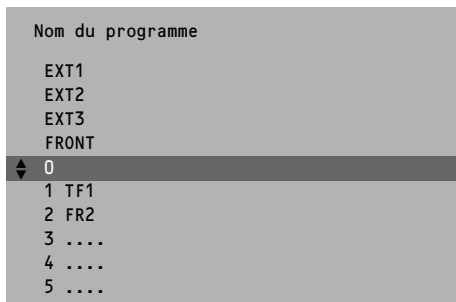 Nom du programme
EXT1
EXT2
EXT3
FRONT
0
1 TF1
2 FR2
3 ....
4 ....
5 ....